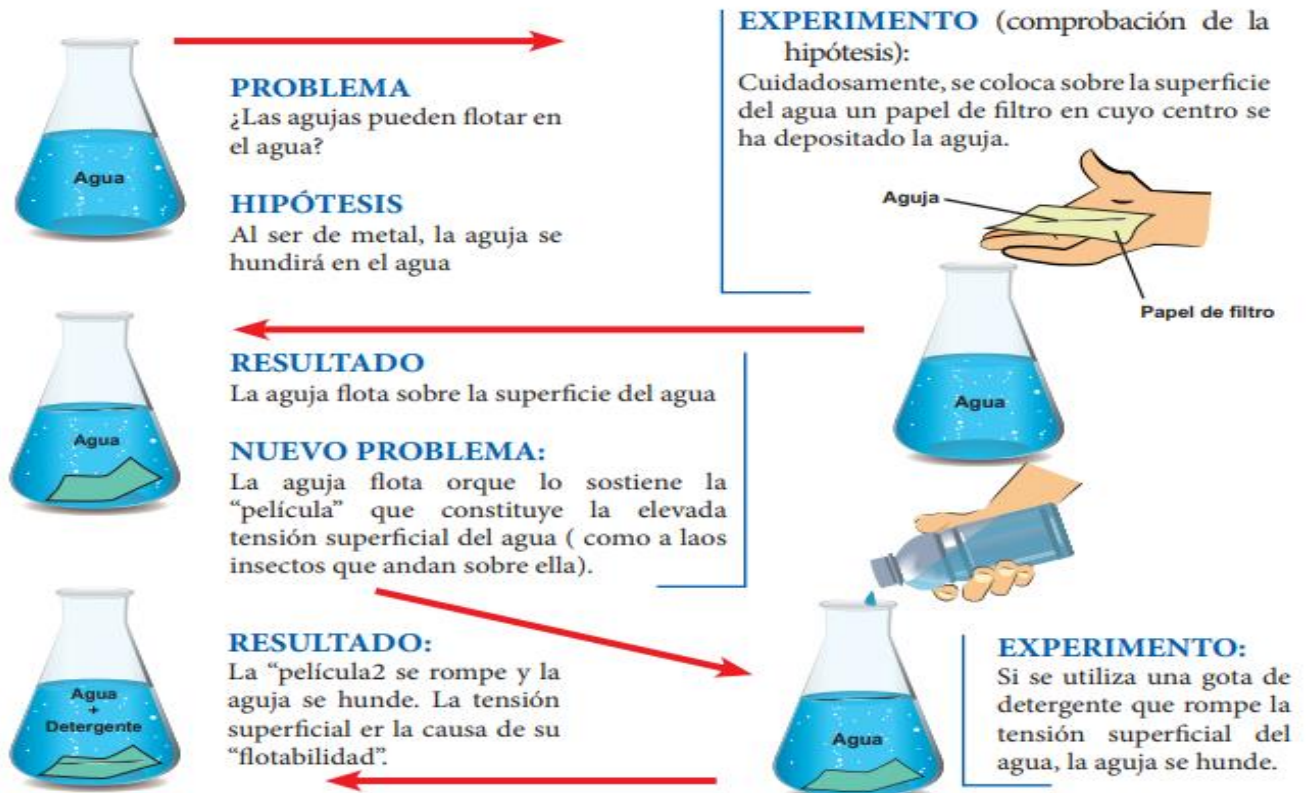 Agua
PROBLEMA
¿Las agujas pueden flotar en
el agua?
HIPÓTESIS
Al ser de metal, la aguja se
hundirá en el agua
EXPERIMENTO (comprobación de la
hipótesis):
Cuidadosamente, se coloca sobre la superficie
del agua un papel de filtro en cuyo centro se
ha depositado la aguja.
Aguja
Papel de filtro
Agua
Agua
RESULTADO
La aguja flota sobre la superficie del agua
NUEVO PROBLEMA:
La aguja flota orque lo sostiene la
“película” que constituye la elevada
tensión superficial del agua ( como a laos
insectos que andan sobre ella).
Agua
EXPERIMENTO:
Si se utiliza una gota de
detergente que rompe la
tensión superficial del
agua, la aguja se hunde.
Agua
+
Detergente
RESULTADO:
La “película2 se rompe y la
aguja se hunde. La tensión
superficial er la causa de su
“flotabilidad”.